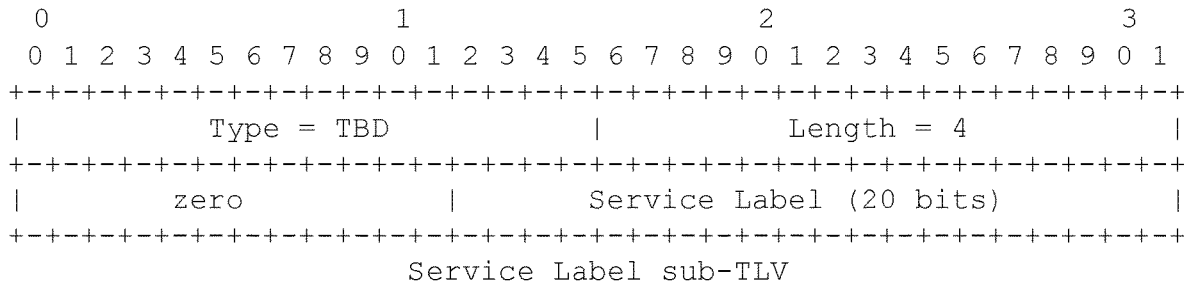 0                   1                   2                   3
 0 1 2 3 4 5 6 7 8 9 0 1 2 3 4 5 6 7 8 9 0 1 2 3 4 5 6 7 8 9 0 1
+-+-+-+-+-+-+-+-+-+-+-+-+-+-+-+-+-+-+-+-+-+-+-+-+-+-+-+-+-+-+-+-+
|          Type = TBD           |          Length = 4           |
+-+-+-+-+-+-+-+-+-+-+-+-+-+-+-+-+-+-+-+-+-+-+-+-+-+-+-+-+-+-+-+-+
|        zero           |       Service Label (20 bits)         |
+-+-+-+-+-+-+-+-+-+-+-+-+-+-+-+-+-+-+-+-+-+-+-+-+-+-+-+-+-+-+-+-+
                     Service Label sub-TLV